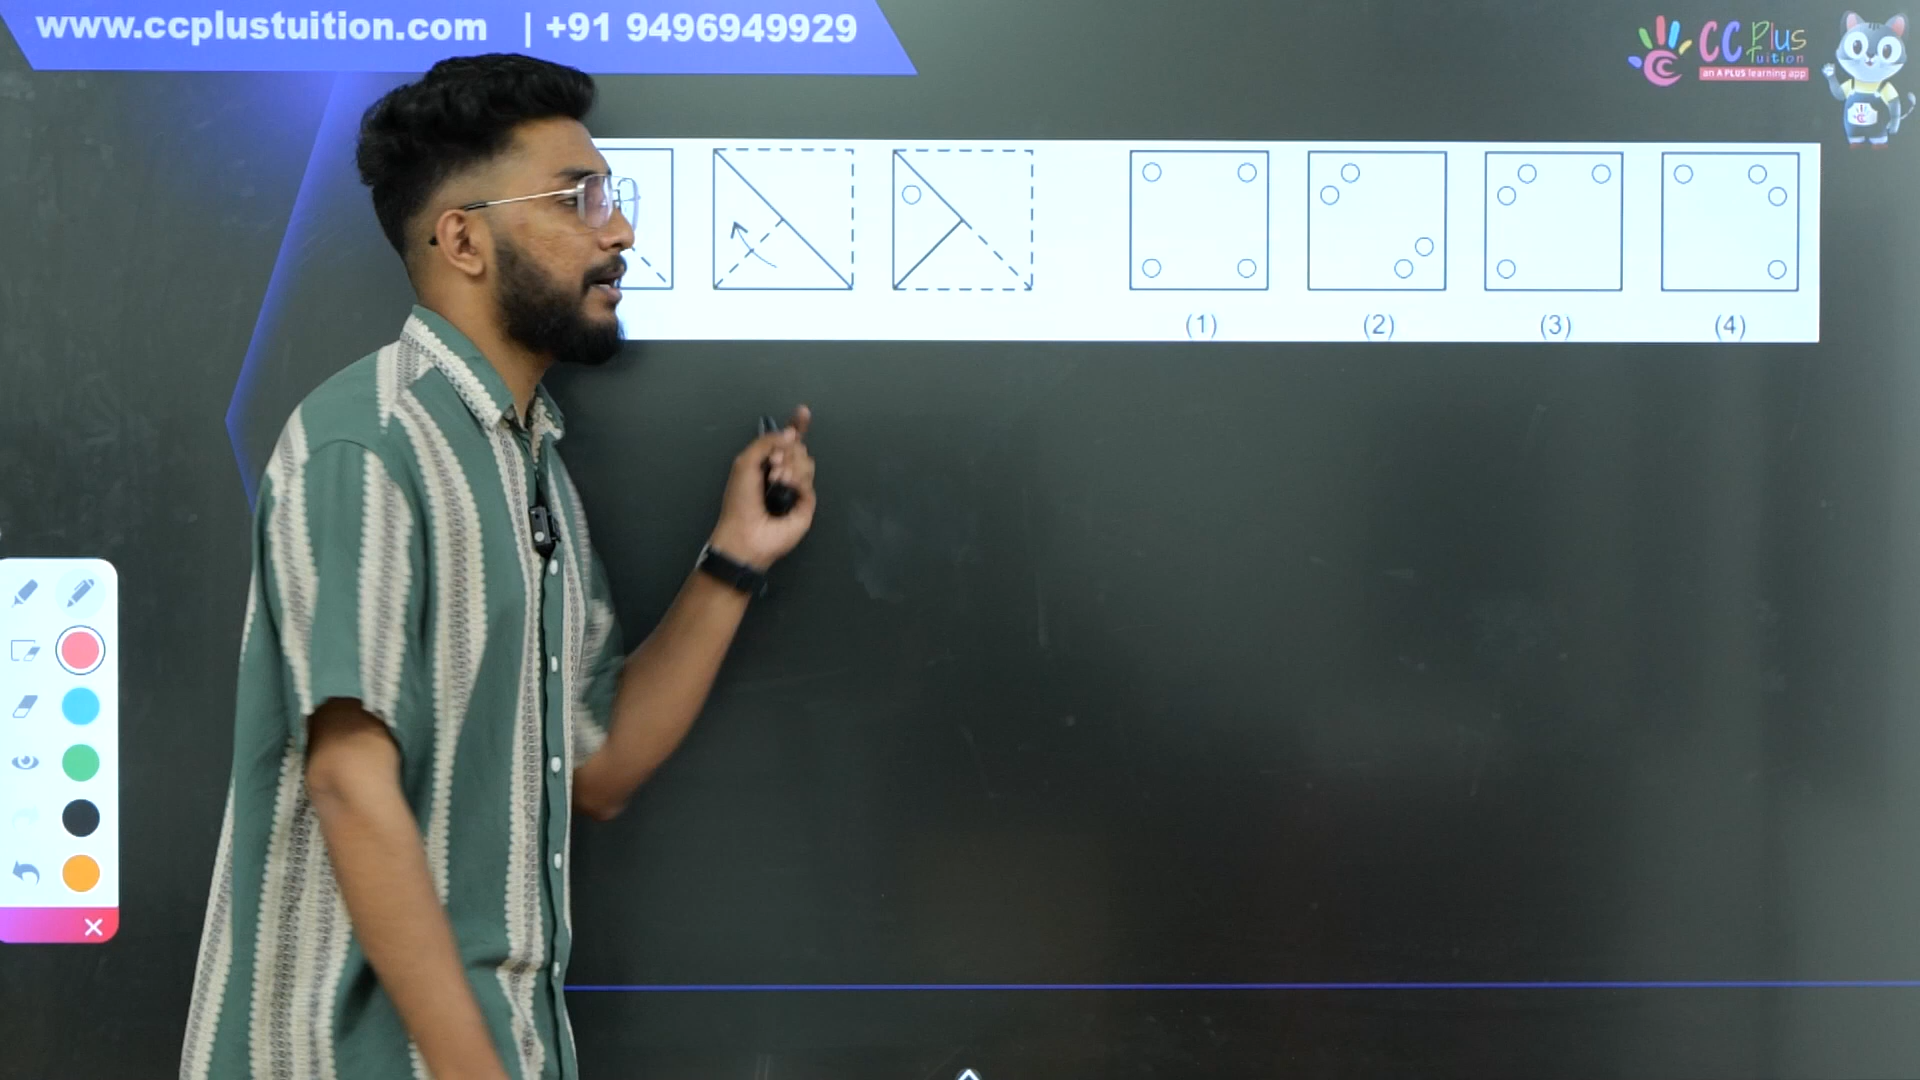 www.ccplustuition.com | +91 9496949929
CC Plus
Tuition
an A PLUS learning app
(1) (2) (3) (4)